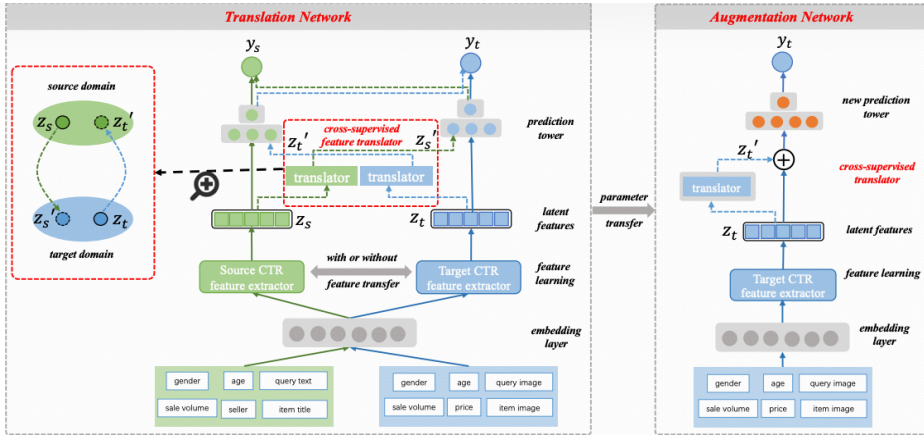 Translation Network
y_s
y_t
source domain
z_s
z_t'
z_s'
z_t
target domain
cross-supervised
feature translator
z_t'
z_s'
prediction
tower
translator
translator
z_s
z_t
latent
features
Source CTR
feature extractor
with or without
feature transfer
Target CTR
feature extractor
feature
learning
embedding
layer
gender
age
query text
sale volume
seller
item title
gender
age
query image
sale volume
price
item image
parameter
transfer
Augmentation Network
y_t
new prediction
tower
z_t'
+
cross-supervised
translator
translator
z_t
latent features
Target CTR
feature extractor
feature learning
embedding
layer
gender
age
query image
sale volume
price
item image